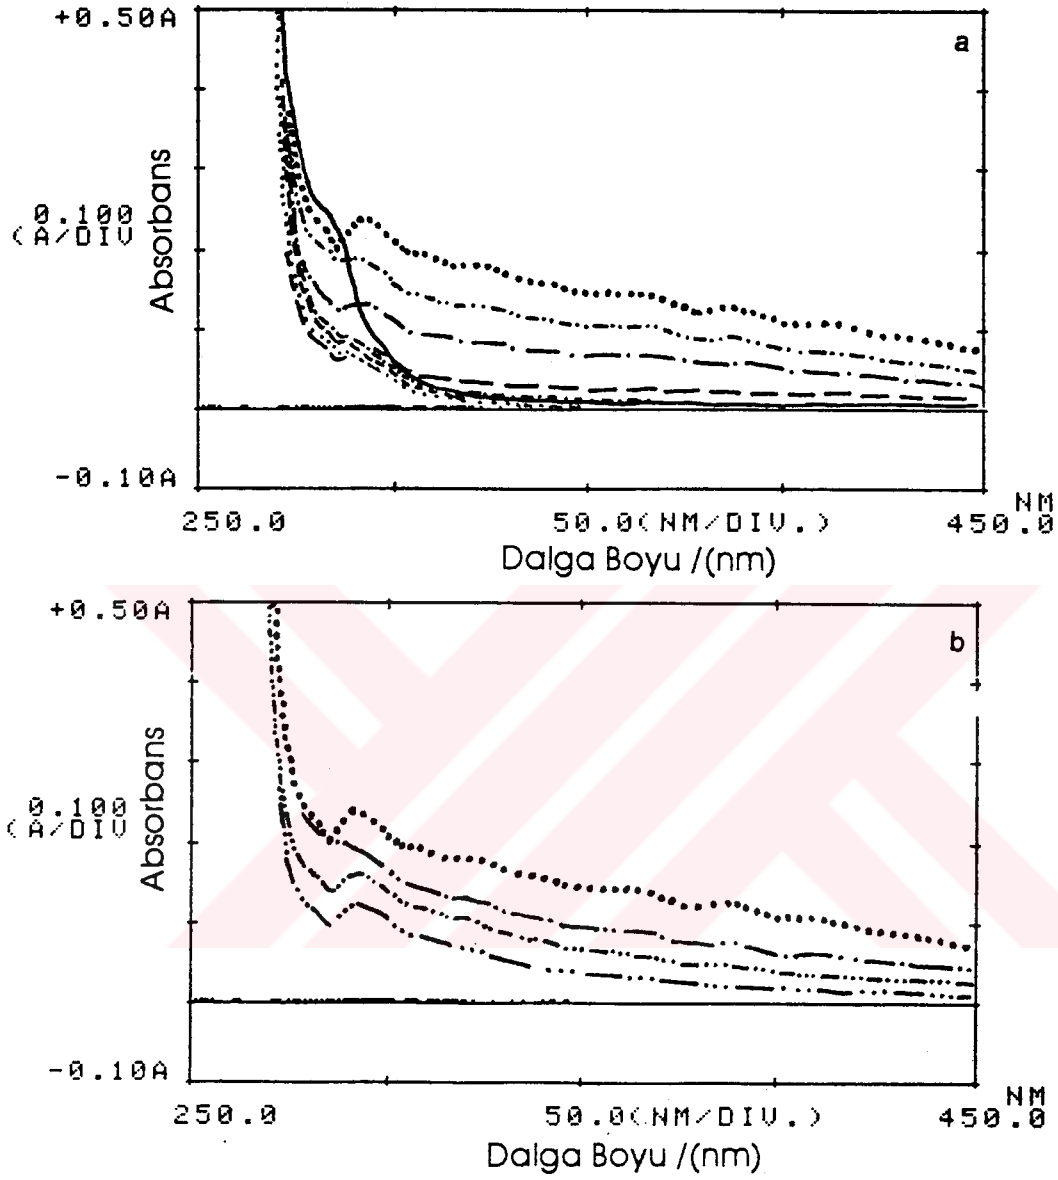 +0.50A
a
Absorbans
0.100
(A/DIV
-0.10A
NM
250.0 50.0(NM/DIV.) 450.0
Dalga Boyu /(nm)
+0.50A
b
Absorbans
0.100
(A/DIV
-0.10A
NM
250.0 50.0(NM/DIV.) 450.0
Dalga Boyu /(nm)